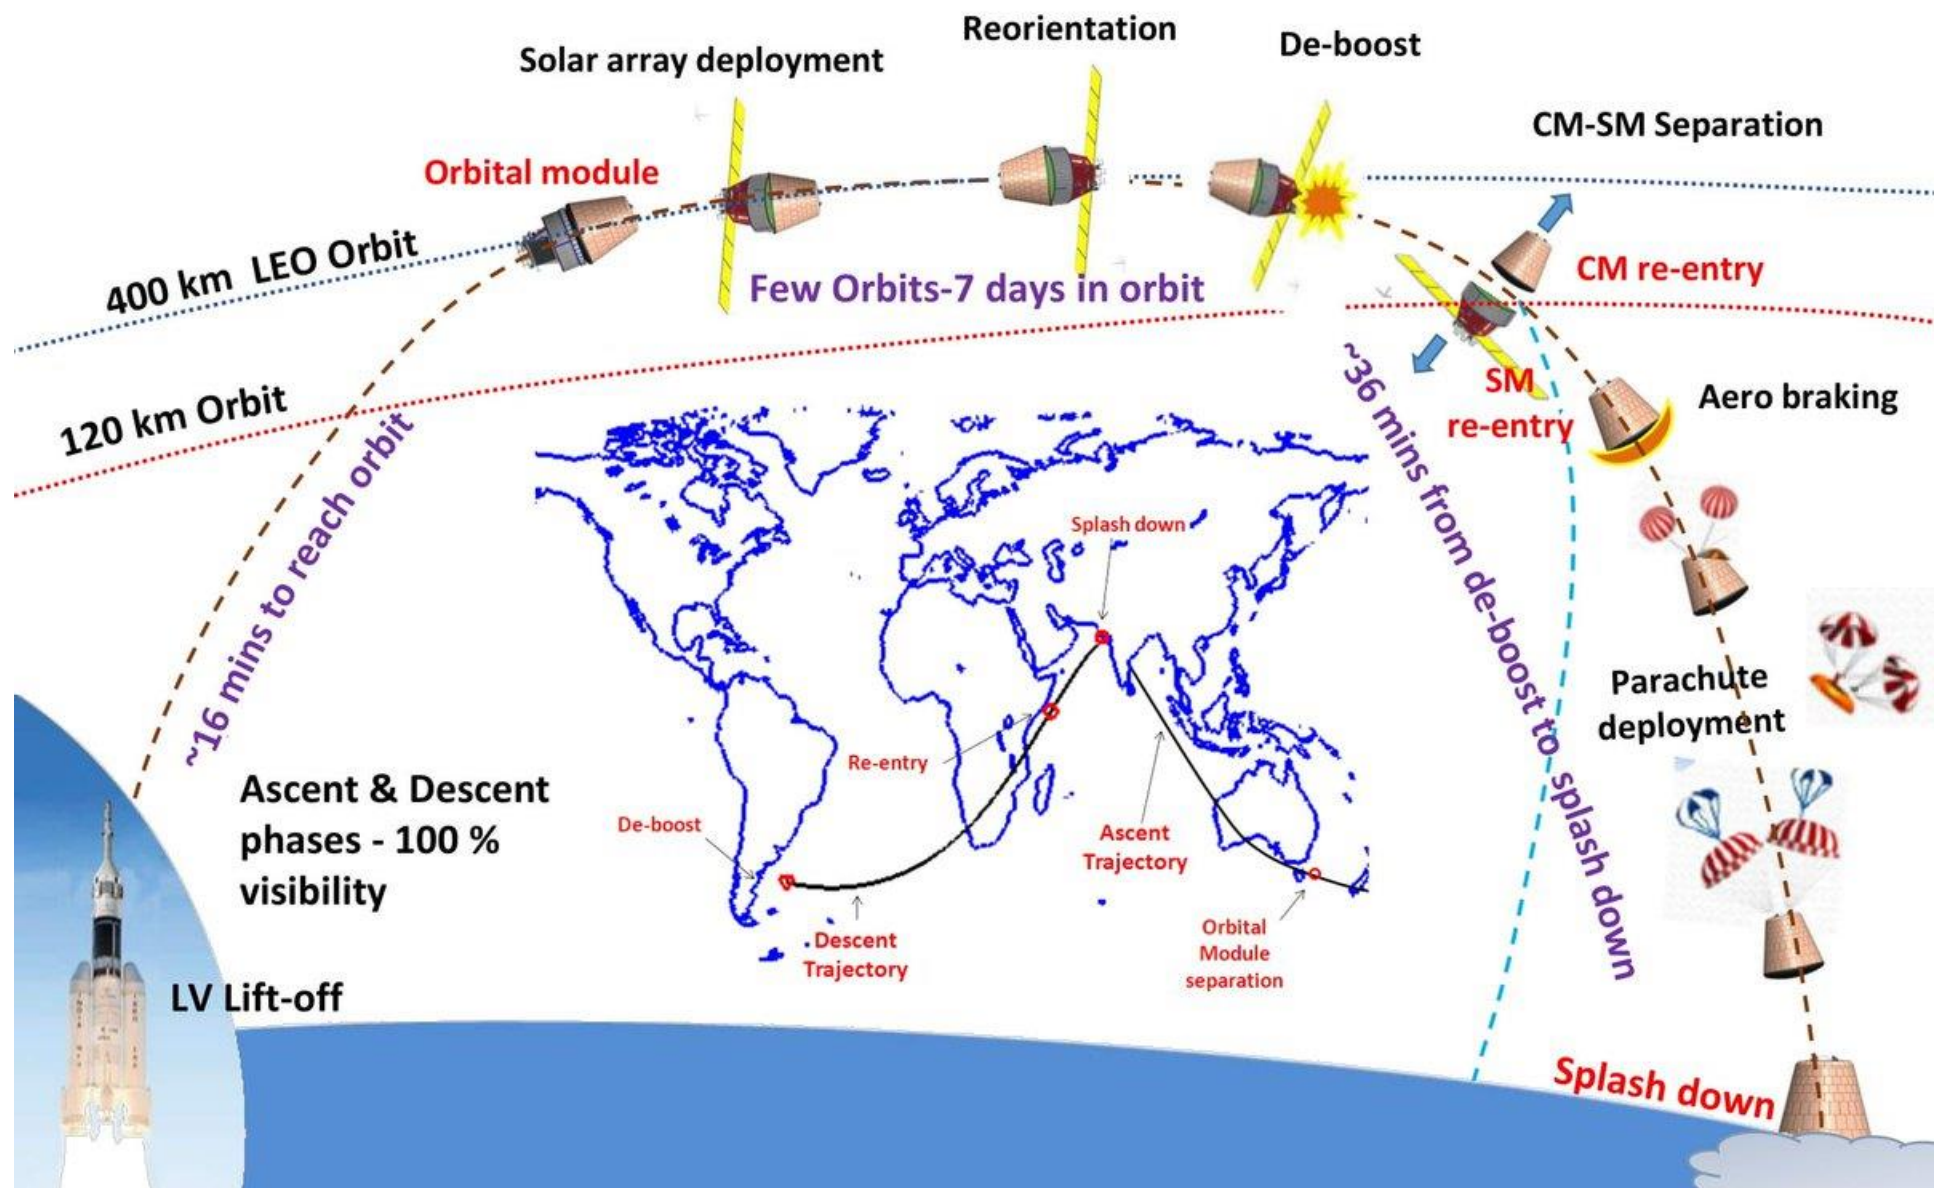 Reorientation
De-boost
Solar array deployment
CM-SM Separation
Orbital module
400 km LEO Orbit
CM re-entry
Few Orbits-7 days in orbit
120 km Orbit
SM
re-entry
Aero braking
~16 mins to reach orbit
~36 mins from de-boost to splash down
Splash down
Parachute
deployment
Re-entry
Ascent & Descent
phases - 100 %
visibility
De-boost
Ascent
Trajectory
Descent
Trajectory
Orbital
Module
separation
LV Lift-off
Splash down